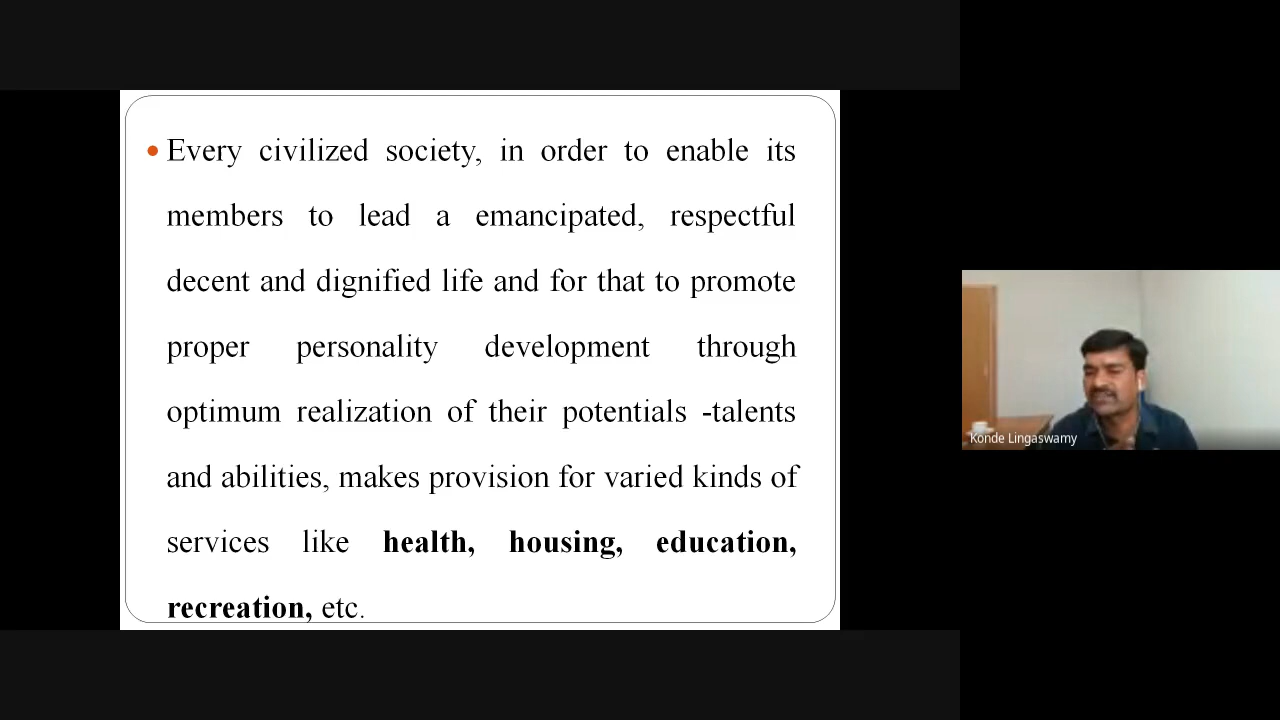 Every civilized society, in order to enable its
members to lead a emancipated, respectful
decent and dignified life and for that to promote
proper personality development through
optimum realization of their potentials -talents
and abilities, makes provision for varied kinds of
services like health, housing, education,
recreation, etc.
Konde Lingaswamy